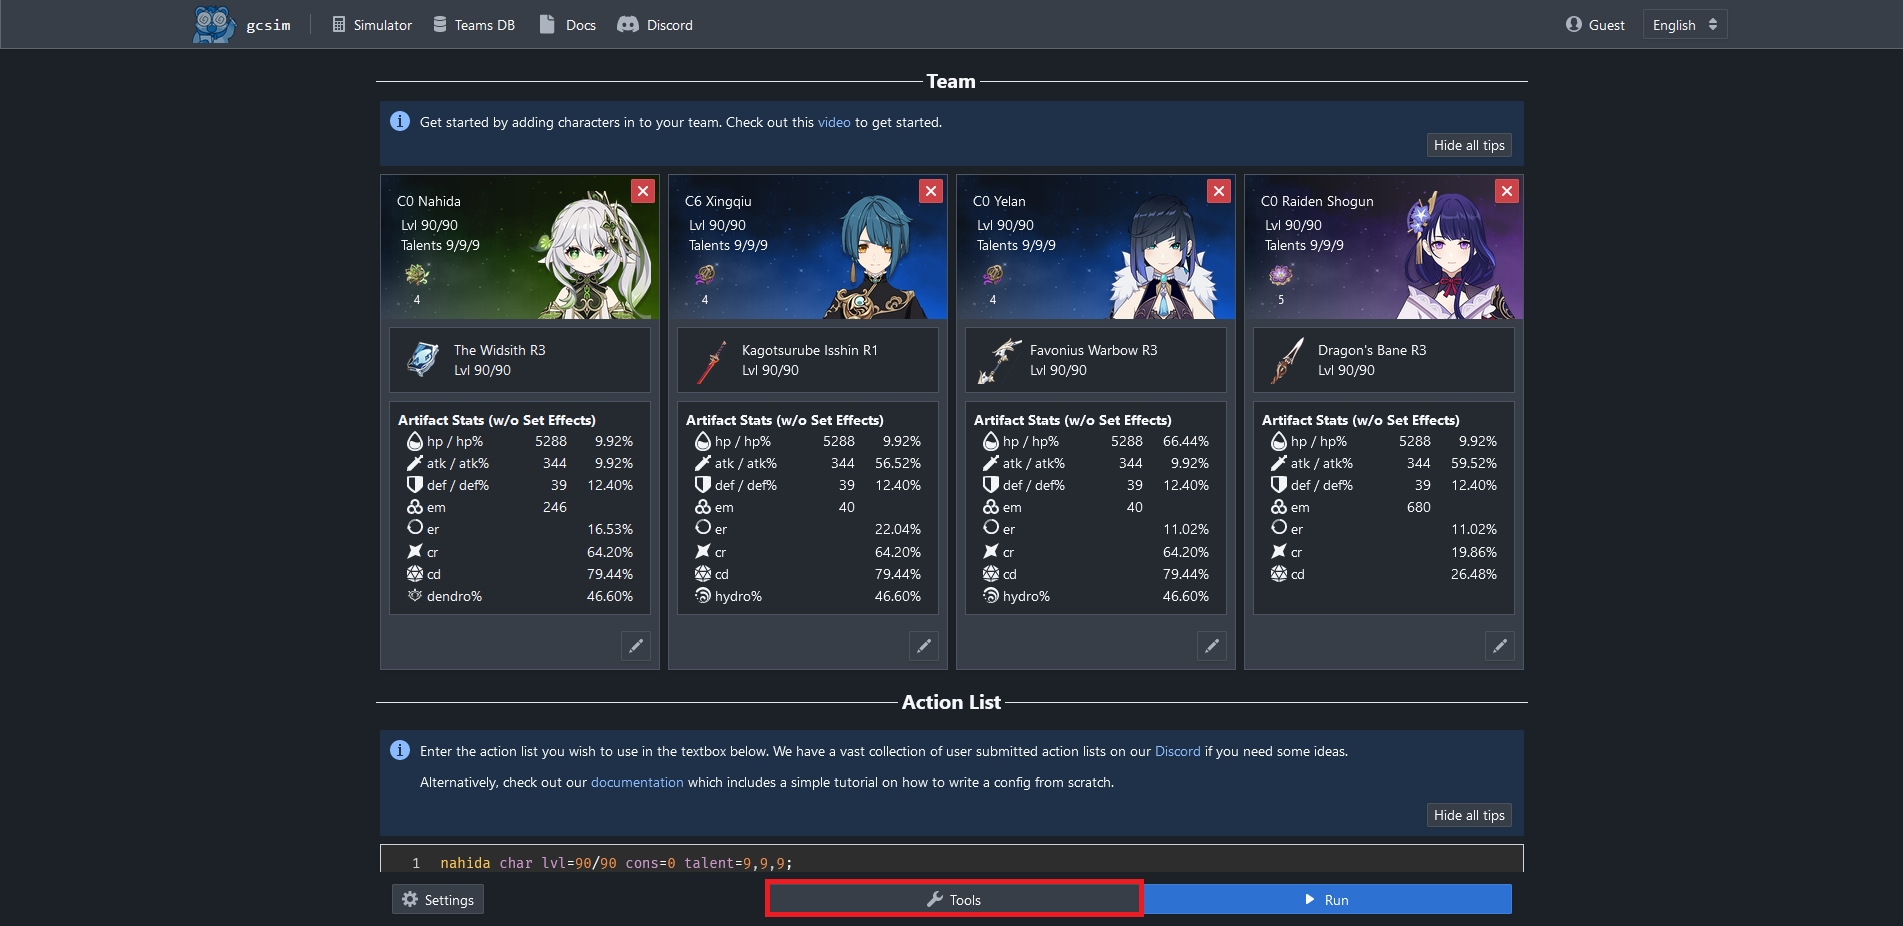 gcsim
Simulator
Teams DB
Docs
Discord
Guest
English
Team
Get started by adding characters in to your team. Check out this video to get started.
Hide all tips
C0 Nahida
Lvl 90/90
Talents 9/9/9
4
The Widsith R3
Lvl 90/90
Artifact Stats (w/o Set Effects)
hp / hp% 5288 9.92%
atk / atk% 344 9.92%
def / def% 39 12.40%
em 246
er 16.53%
cr 64.20%
cd 79.44%
dendro% 46.60%
C6 Xingqiu
Lvl 90/90
Talents 9/9/9
4
Kagotsurube Isshin R1
Lvl 90/90
Artifact Stats (w/o Set Effects)
hp / hp% 5288 9.92%
atk / atk% 344 56.52%
def / def% 39 12.40%
em 40
er 22.04%
cr 64.20%
cd 79.44%
hydro% 46.60%
C0 Yelan
Lvl 90/90
Talents 9/9/9
4
Favonius Warbow R3
Lvl 90/90
Artifact Stats (w/o Set Effects)
hp / hp% 5288 66.44%
atk / atk% 344 9.92%
def / def% 39 12.40%
em 40
er 11.02%
cr 64.20%
cd 79.44%
hydro% 46.60%
C0 Raiden Shogun
Lvl 90/90
Talents 9/9/9
5
Dragon's Bane R3
Lvl 90/90
Artifact Stats (w/o Set Effects)
hp / hp% 5288 9.92%
atk / atk% 344 59.52%
def / def% 39 12.40%
em 680
er 11.02%
cr 19.86%
cd 26.48%
Action List
Enter the action list you wish to use in the textbox below. We have a vast collection of user submitted action lists on our Discord if you need some ideas.
Alternatively, check out our documentation which includes a simple tutorial on how to write a config from scratch.
Hide all tips
1 nahida char lvl=90/90 cons=0 talent=9,9,9;
Settings
Tools
Run